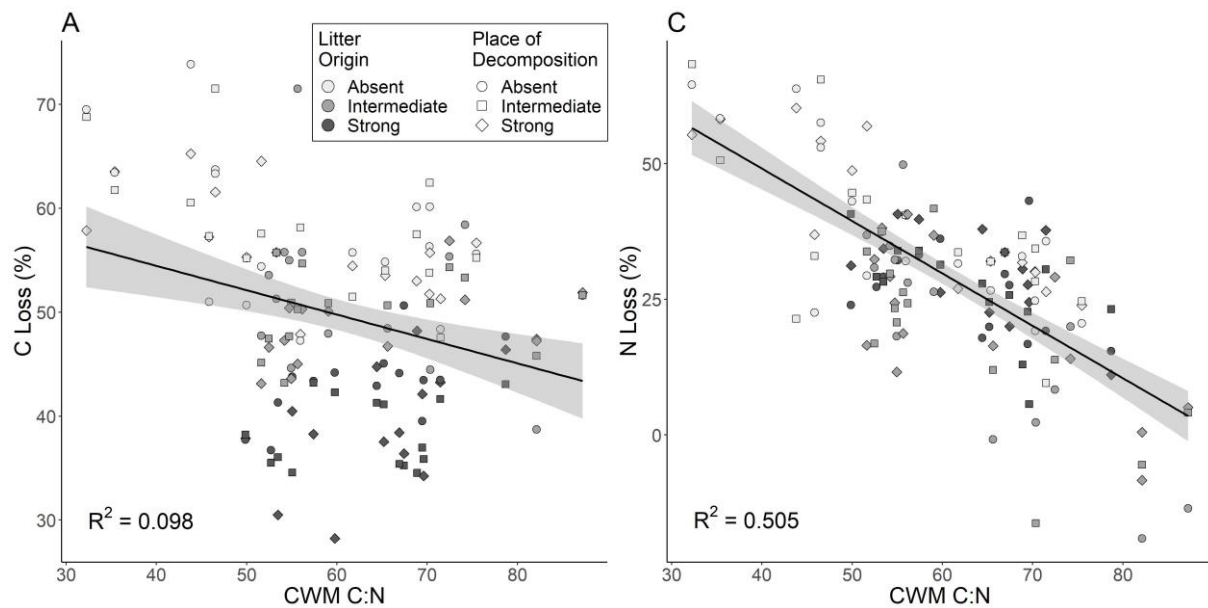 A
C Loss (%)
70
60
50
40
30
R² = 0.098
30 40 50 60 70 80
CWM C:N
Litter
Origin
Absent
Intermediate
Strong
Place of
Decomposition
Absent
Intermediate
Strong
C
N Loss (%)
50
25
0
R² = 0.505
30 40 50 60 70 80
CWM C:N